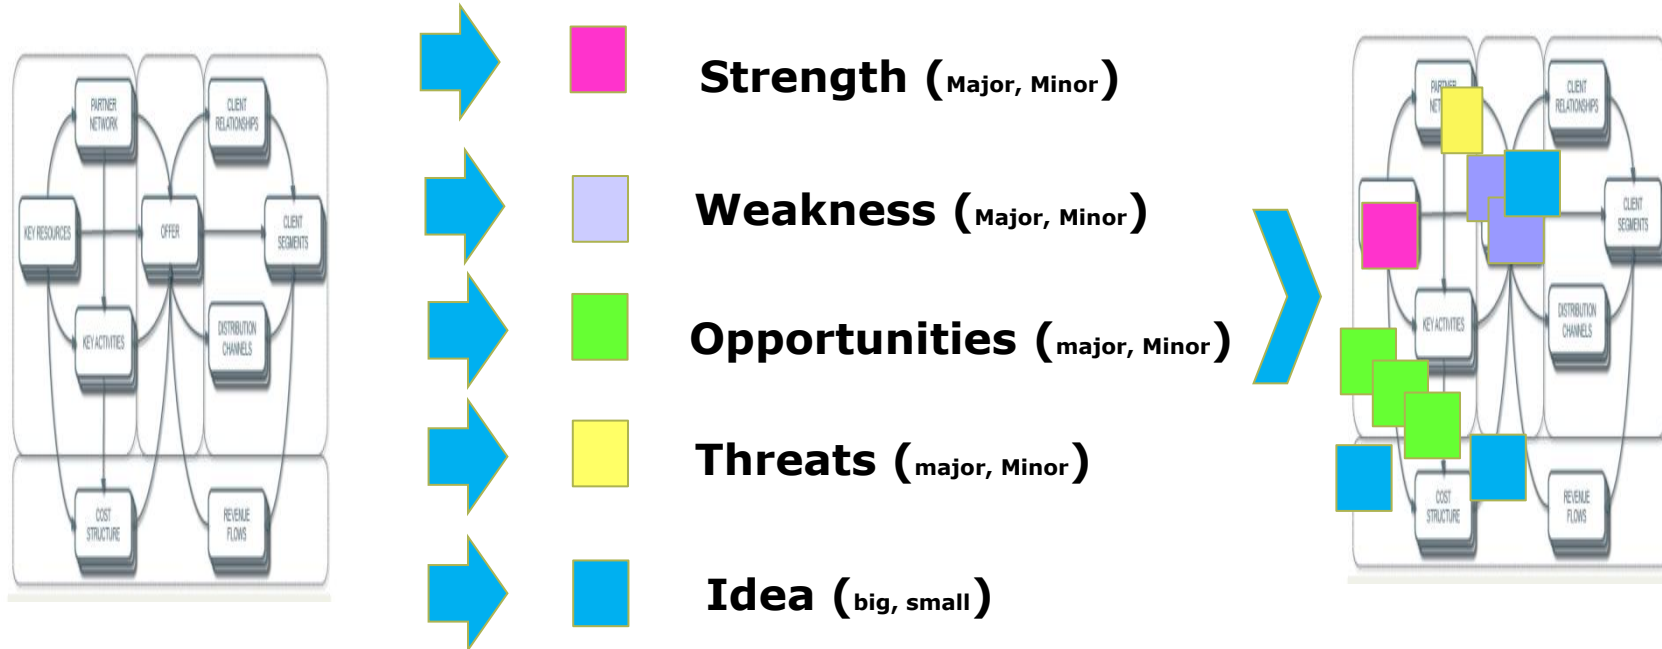 PARTNER
NETWORK
CLIENT
RELATIONSHIPS
KEY RESOURCES
OFFER
CLIENT
SEGMENTS
KEY ACTIVITIES
DISTRIBUTION
CHANNELS
COST
STRUCTURE
REVENUE
FLOWS
Strength (Major, Minor)
Weakness (Major, Minor)
Opportunities (major, Minor)
Threats (major, Minor)
Idea (big, small)
CLIENT
RELATIONSHIPS
CLIENT
SEGMENTS
KEY ACTIVITIES
DISTRIBUTION
CHANNELS
COST
STRUCTURE
REVENUE
FLOWS